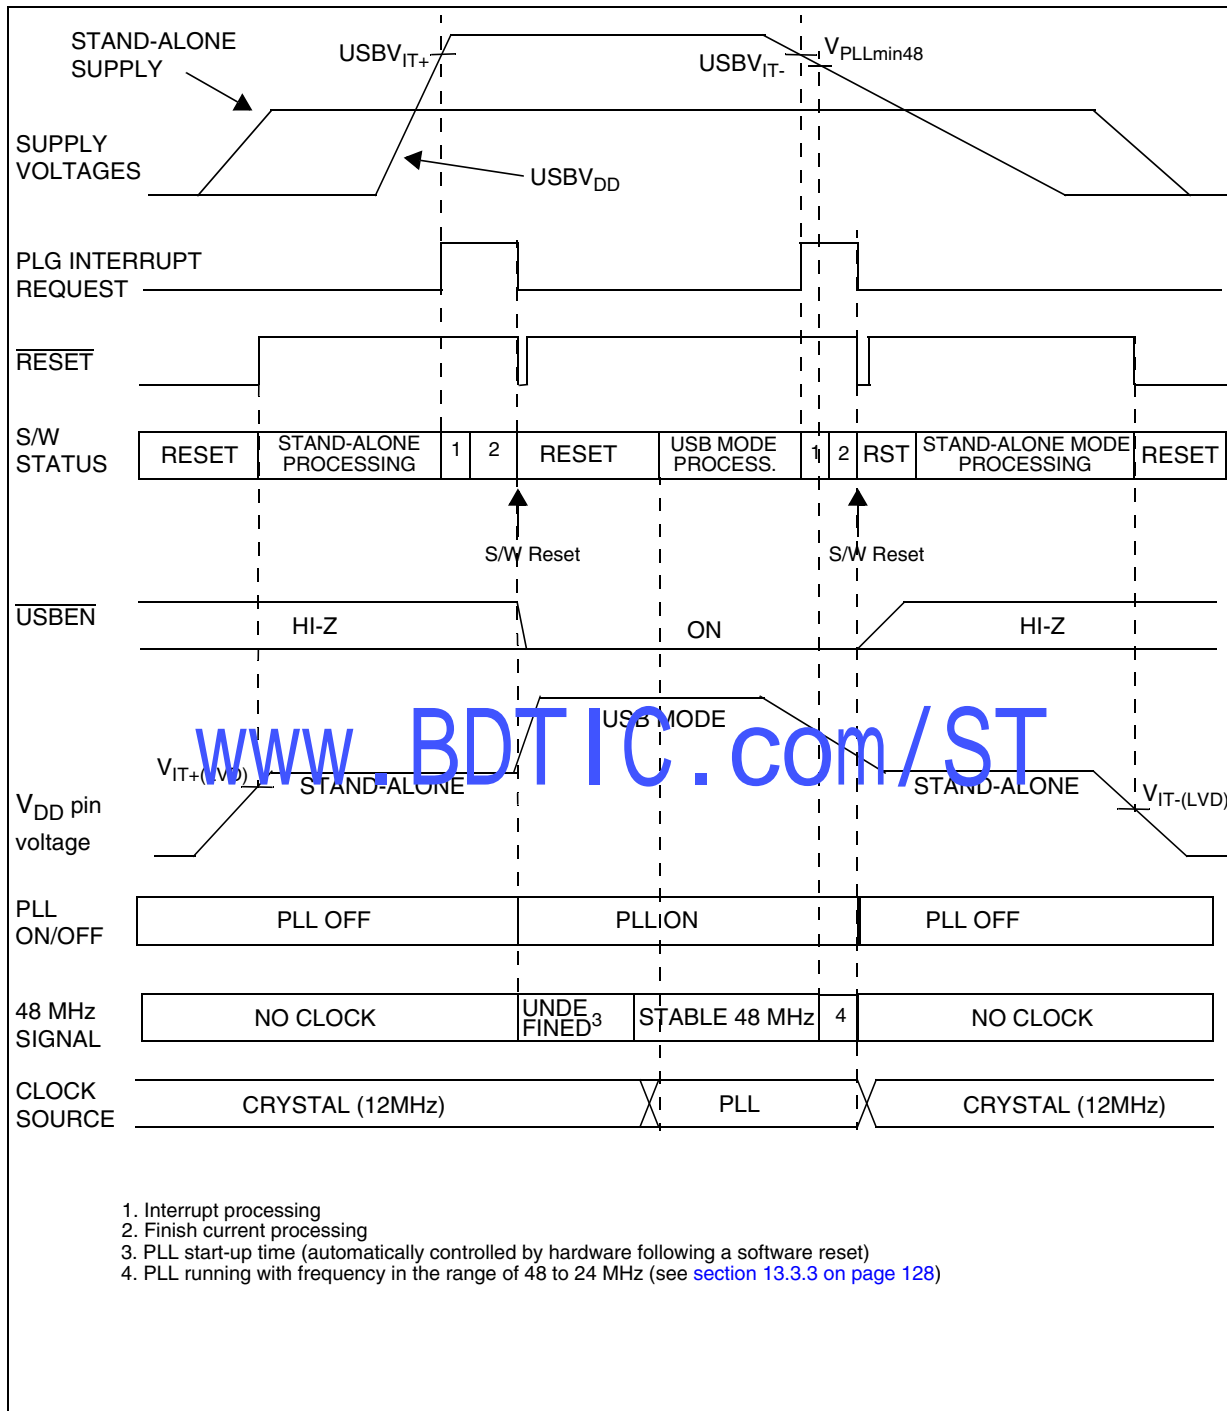 STAND-ALONE
SUPPLY
USBVIT+
USBVIT-
VPLLmin48
SUPPLY
VOLTAGES
USBVDD
PLG INTERRUPT
REQUEST
RESET
S/W
STATUS
RESET
STAND-ALONE
PROCESSING
1
2
RESET
USB MODE
PROCESS.
1
2
RST
STAND-ALONE MODE
PROCESSING
RESET
S/W Reset
S/W Reset
USBEN
HI-Z
ON
HI-Z
USB MODE
www.BDTIC.com/ST
VIT+(LVD)
STAND-ALONE
STAND-ALONE
VIT-(LVD)
VDD pin
voltage
PLL
ON/OFF
PLL OFF
PLL ON
PLL OFF
48 MHz
SIGNAL
NO CLOCK
UNDE
FINED3
STABLE 48 MHz
4
NO CLOCK
CLOCK
SOURCE
CRYSTAL (12MHz)
PLL
CRYSTAL (12MHz)
1. Interrupt processing
2. Finish current processing
3. PLL start-up time (automatically controlled by hardware following a software reset)
4. PLL running with frequency in the range of 48 to 24 MHz (see section 13.3.3 on page 128)